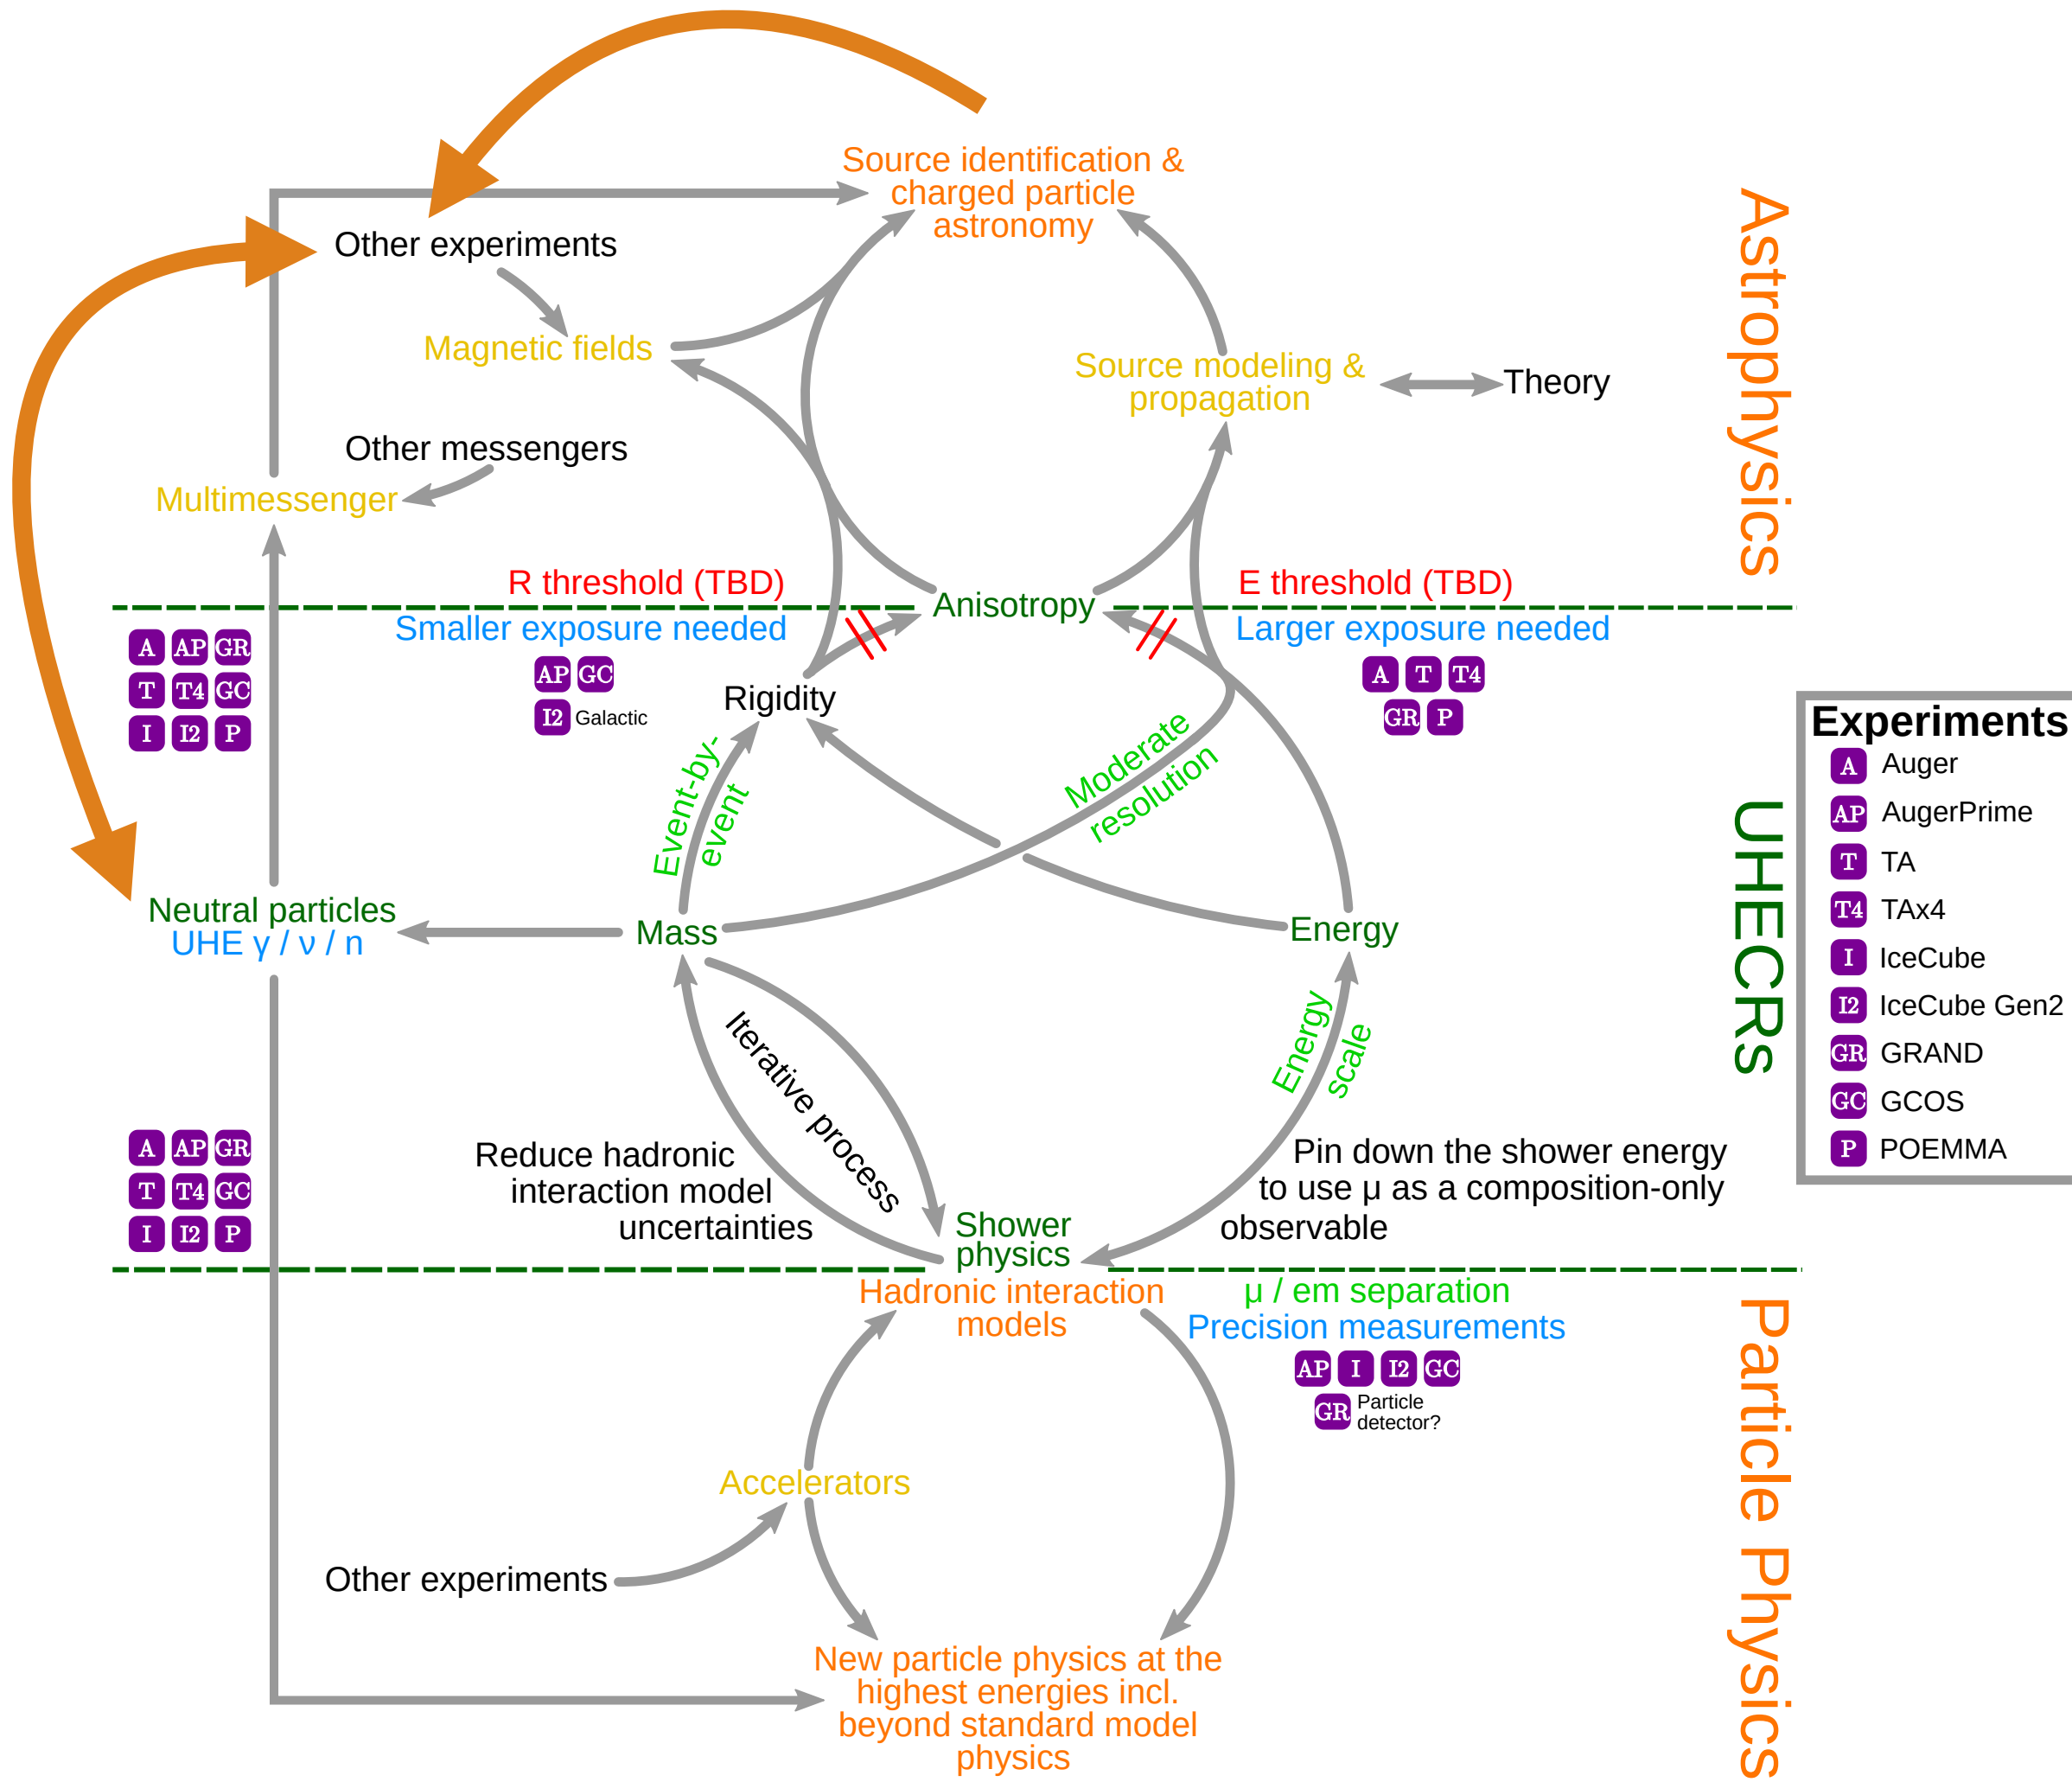 Source identification &
charged particle
astronomy
Other experiments
Magnetic fields
Source modeling &
propagation
Theory
Other messengers
Multimessenger
Astrophysics
R threshold (TBD)
Anisotropy
E threshold (TBD)
Smaller exposure needed
Larger exposure needed
A AP GR
T T4 GC
I I2 P
AP GC
I2 Galactic
A T T4
GR P
Rigidity
Event-by-
event
Moderate
resolution
Experiments
A Auger
AP AugerPrime
T TA
T4 TAx4
I IceCube
I2 IceCube Gen2
GR GRAND
GC GCOS
P POEMMA
UHECRs
Neutral particles
UHE γ / ν / n
Mass
Energy
Iterative process
Energy
scale
A AP GR
T T4 GC
I I2 P
Reduce hadronic
interaction model
uncertainties
Pin down the shower energy
to use μ as a composition-only
observable
Shower
physics
Hadronic interaction
models
μ / em separation
Precision measurements
AP I I2 GC
GR Particle
detector?
Particle Physics
Accelerators
Other experiments
New particle physics at the
highest energies incl.
beyond standard model
physics